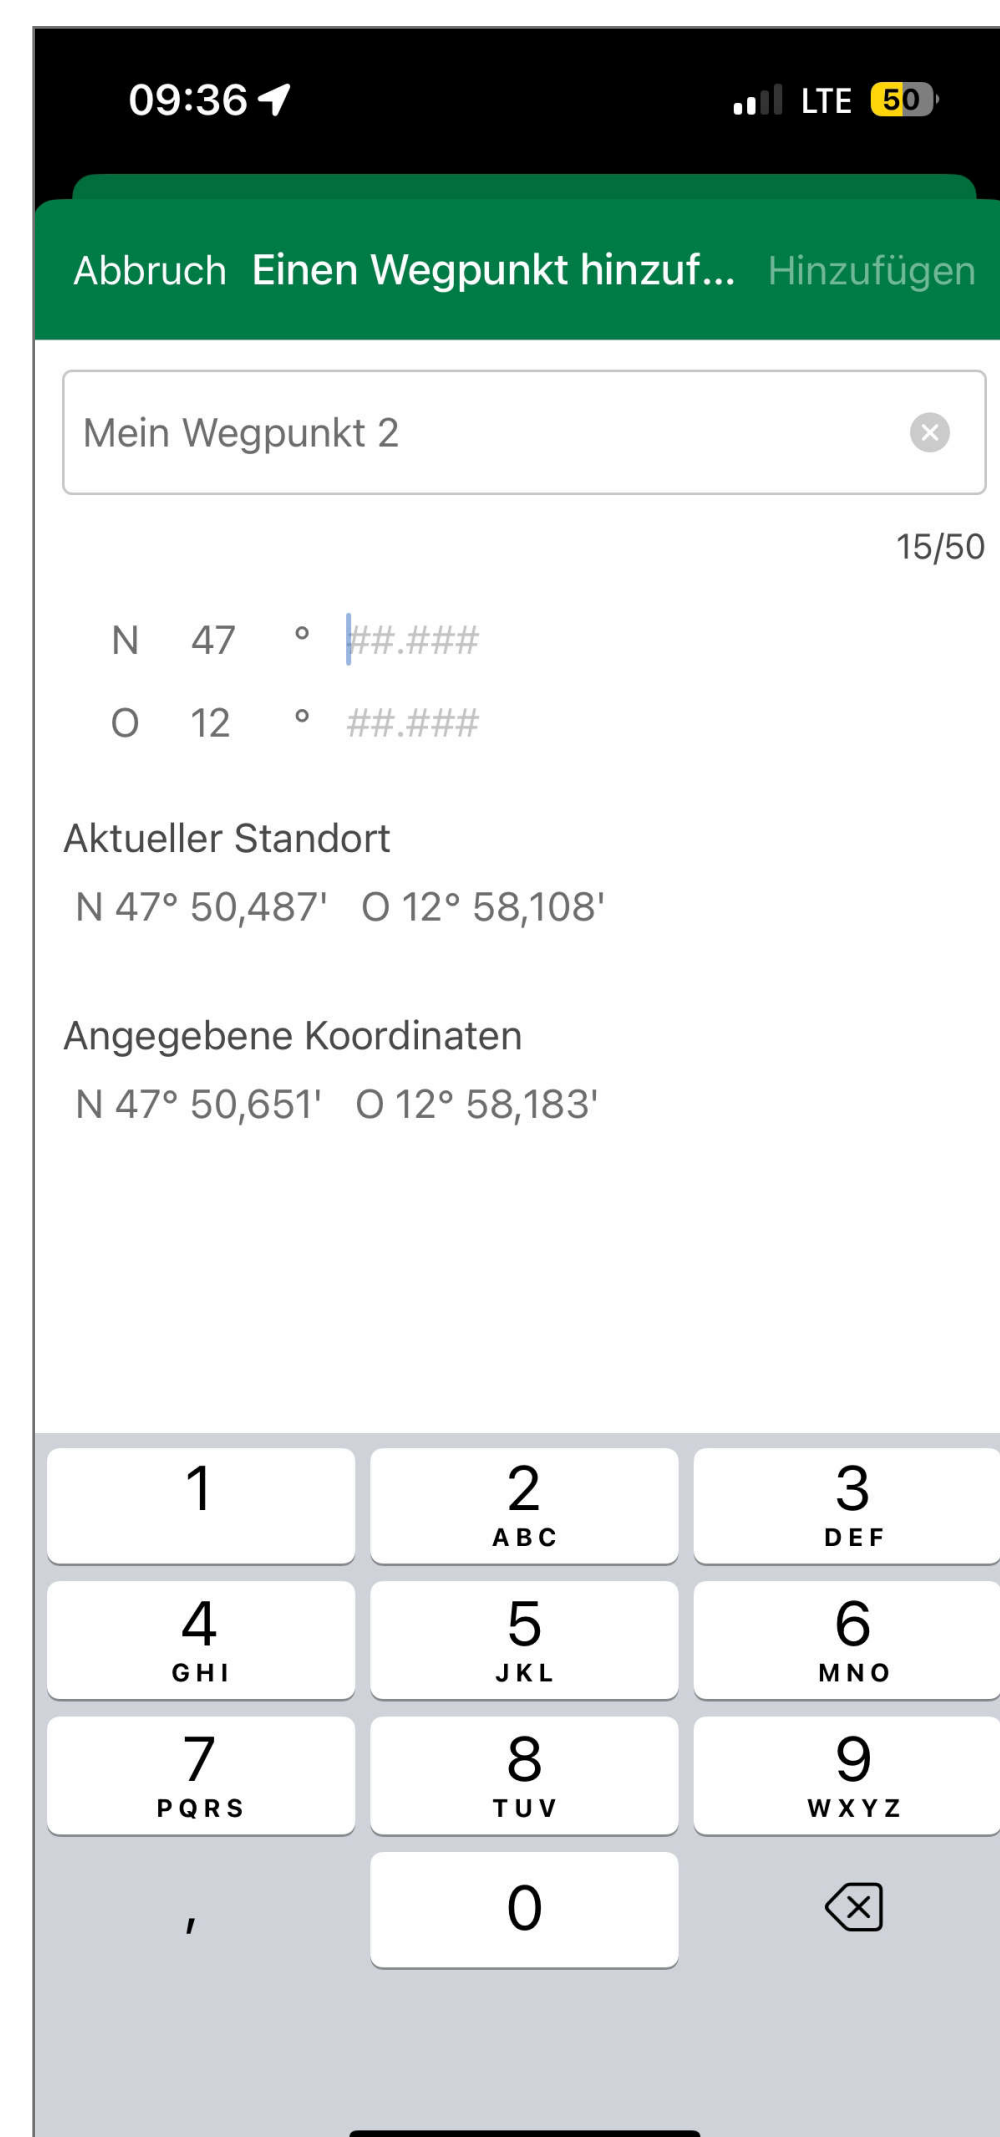 09:36 LTE 50
Abbruch Einen Wegpunkt hinzuf... Hinzufügen
Mein Wegpunkt 2
15/50
N 47 ° ##.###
O 12 ° ##.###
Aktueller Standort
N 47° 50,487' O 12° 58,108'
Angegebene Koordinaten
N 47° 50,651' O 12° 58,183'
1 2 3
ABC DEF
4 5 6
GHI JKL MNO
7 8 9
PQRS TUV WXYZ
, 0